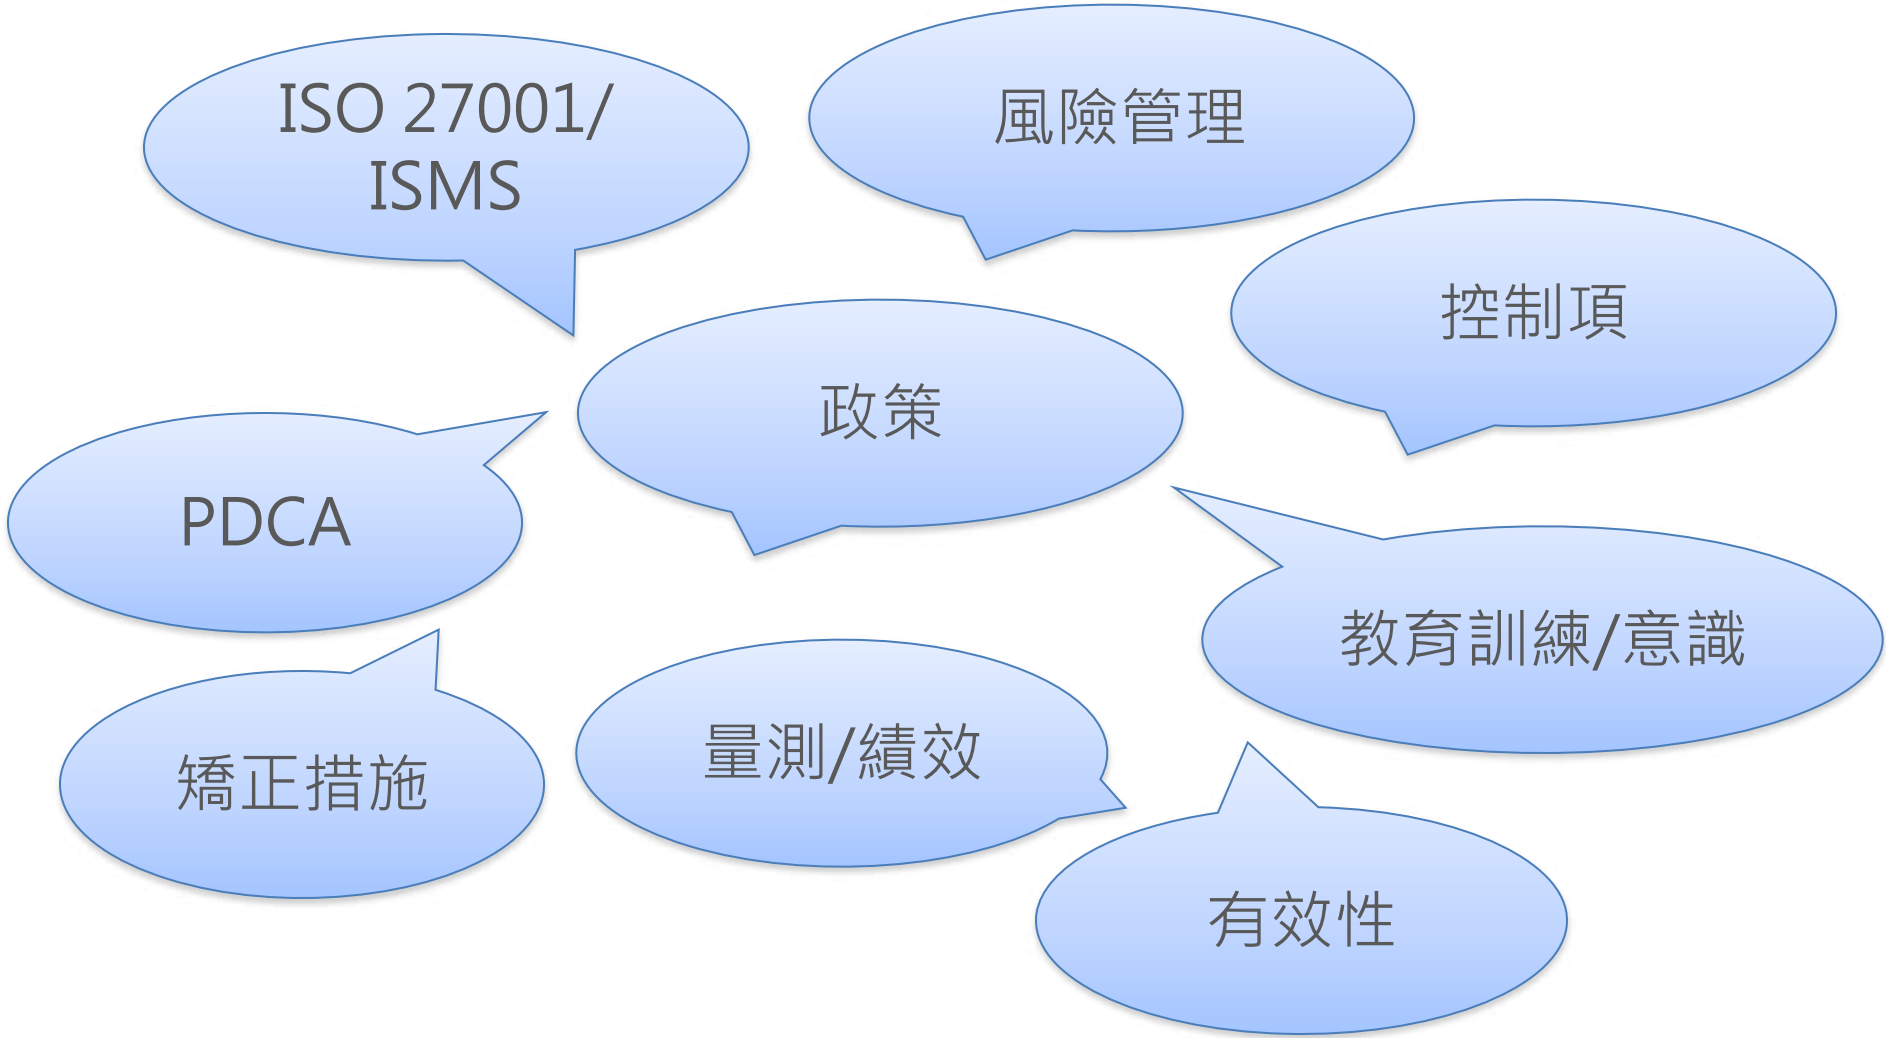 ISO 27001/
ISMS
風險管理
控制項
政策
PDCA
教育訓練/意識
量測/績效
矯正措施
有效性